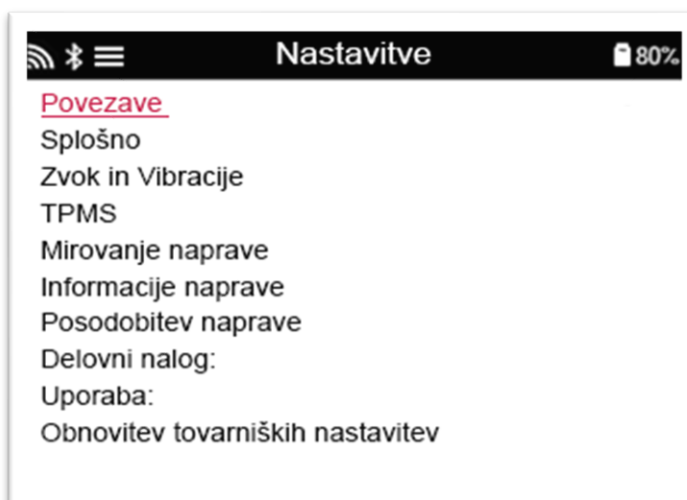 Nastavitve 80%
Povezave
Splošno
Zvok in Vibracije
TPMS
Mirovanje naprave
Informacije naprave
Posodobitev naprave
Delovni nalog:
Uporaba:
Obnovitev tovarniških nastavitev